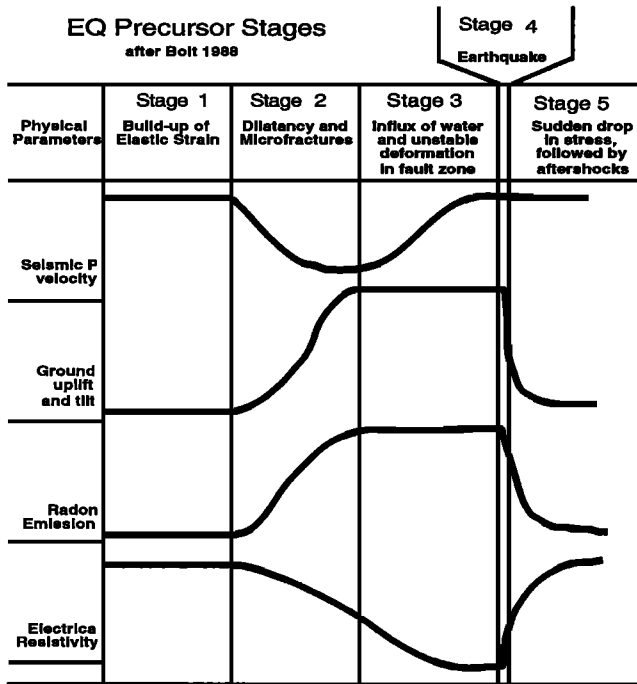 EQ Precursor Stages
after Bolt 1988
Stage 4
Earthquake
Physical
Parameters
Stage 1
Build-up of
Elastic Strain
Stage 2
Dilatancy and
Microfractures
Stage 3
Influx of water
and unstable
deformation
in fault zone
Stage 5
Sudden drop
in stress,
followed by
aftershocks
Seismic P
velocity
Ground
uplift
and tilt
Radon
Emission
Electrica
Resistivity